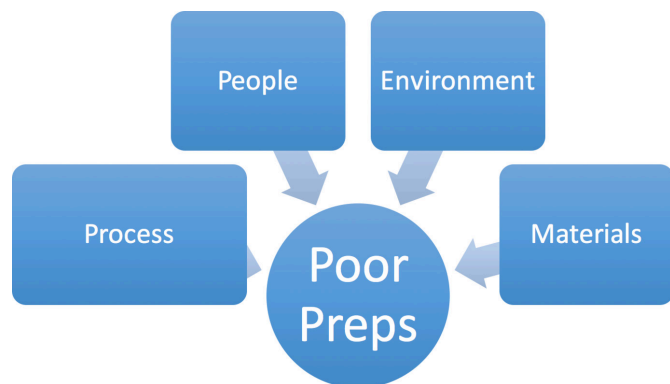 People
Environment
Process
Materials
Poor
Preps